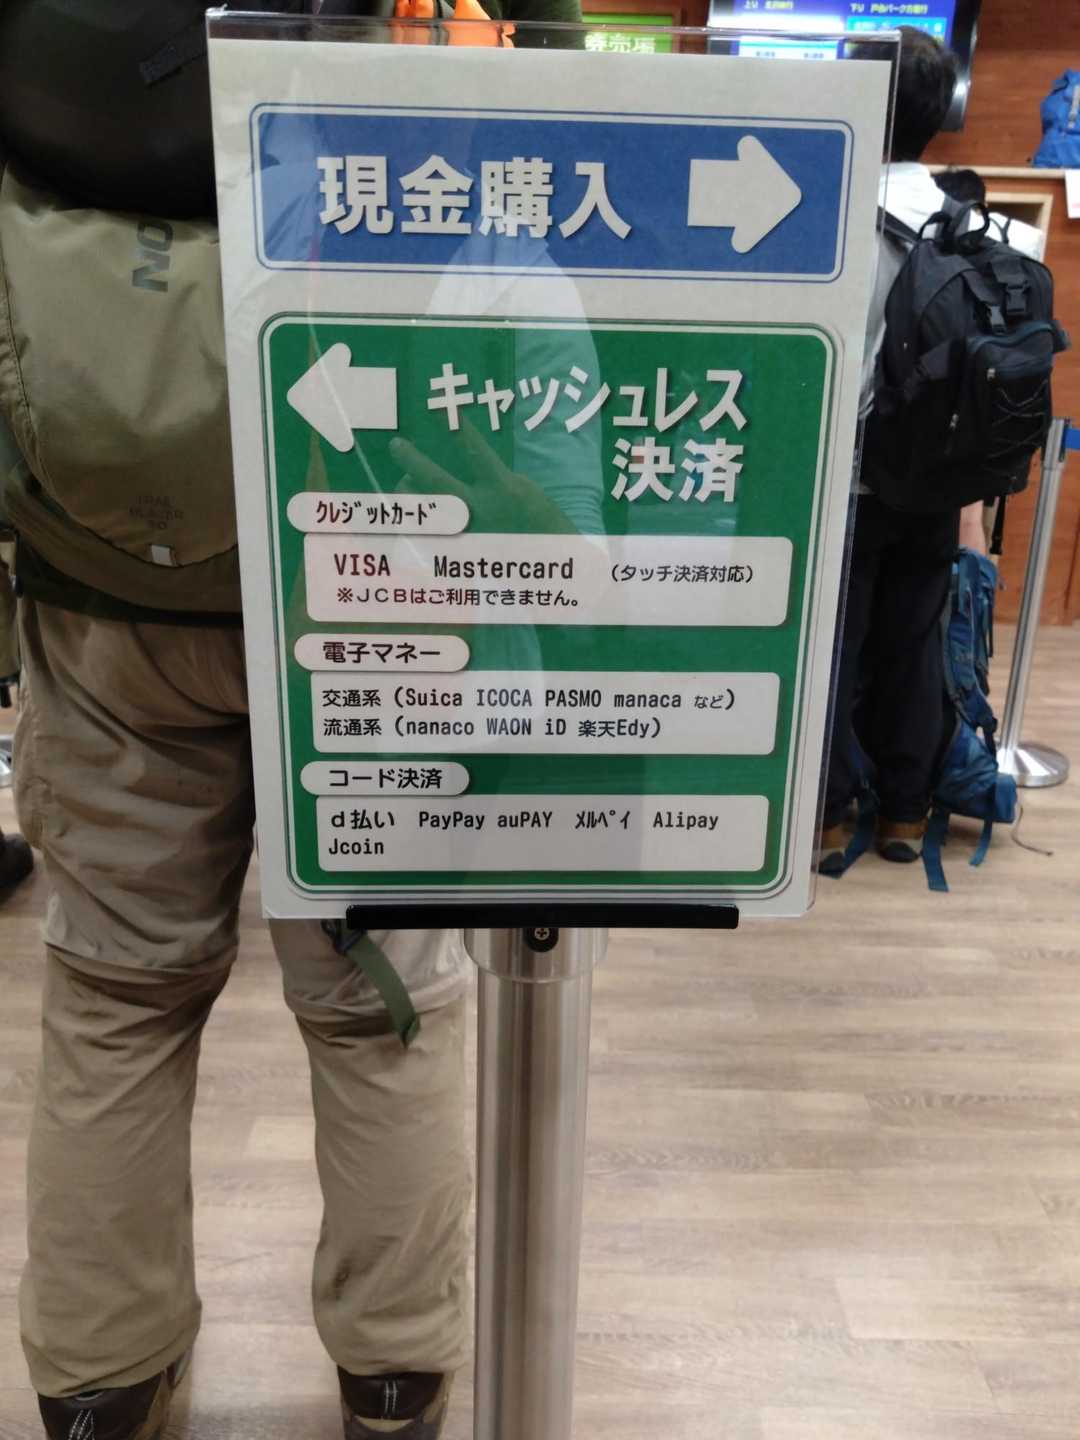 券売場
現金購入
キャッシュレス
決済
ｸﾚｼﾞｯﾄｶｰﾄﾞ
VISA Mastercard （タッチ決済対応）
※ＪＣＢはご利用できません。
電子マネー
交通系（Suica ICOCA PASMO manaca など）
流通系（nanaco WAON iD 楽天Edy）
コード決済
ｄ払い PayPay auPAY ﾒﾙﾍﾟｲ Alipay
Jcoin